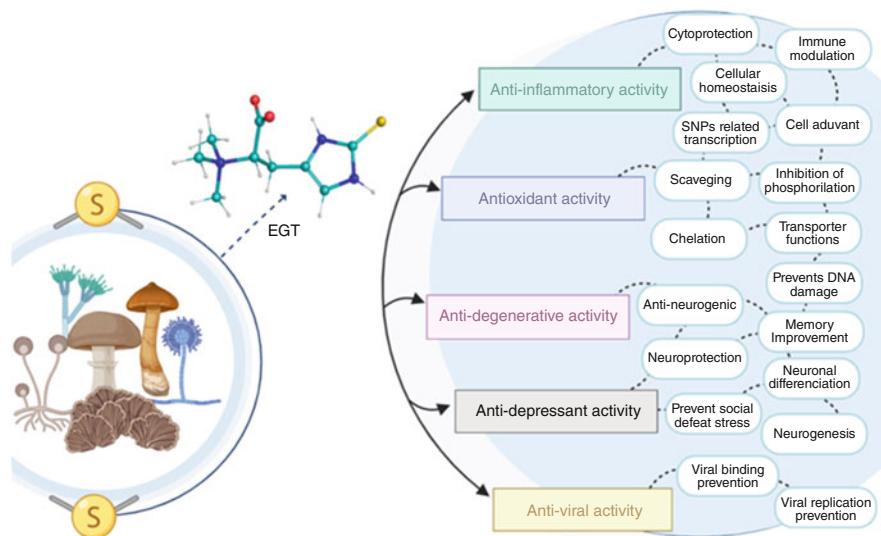 S
EGT
S
Anti-inflammatory activity
Antioxidant activity
Anti-degenerative activity
Anti-depressant activity
Anti-viral activity
Cytoprotection
Immune
modulation
Cellular
homeostaisis
SNPs related
transcription
Cell aduvant
Scaveging
Inhibition of
phosphorilation
Chelation
Transporter
functions
Prevents DNA
damage
Anti-neurogenic
Memory
Improvement
Neuroprotection
Neuronal
differenciation
Prevent social
defeat stress
Neurogenesis
Viral binding
prevention
Viral replication
prevention